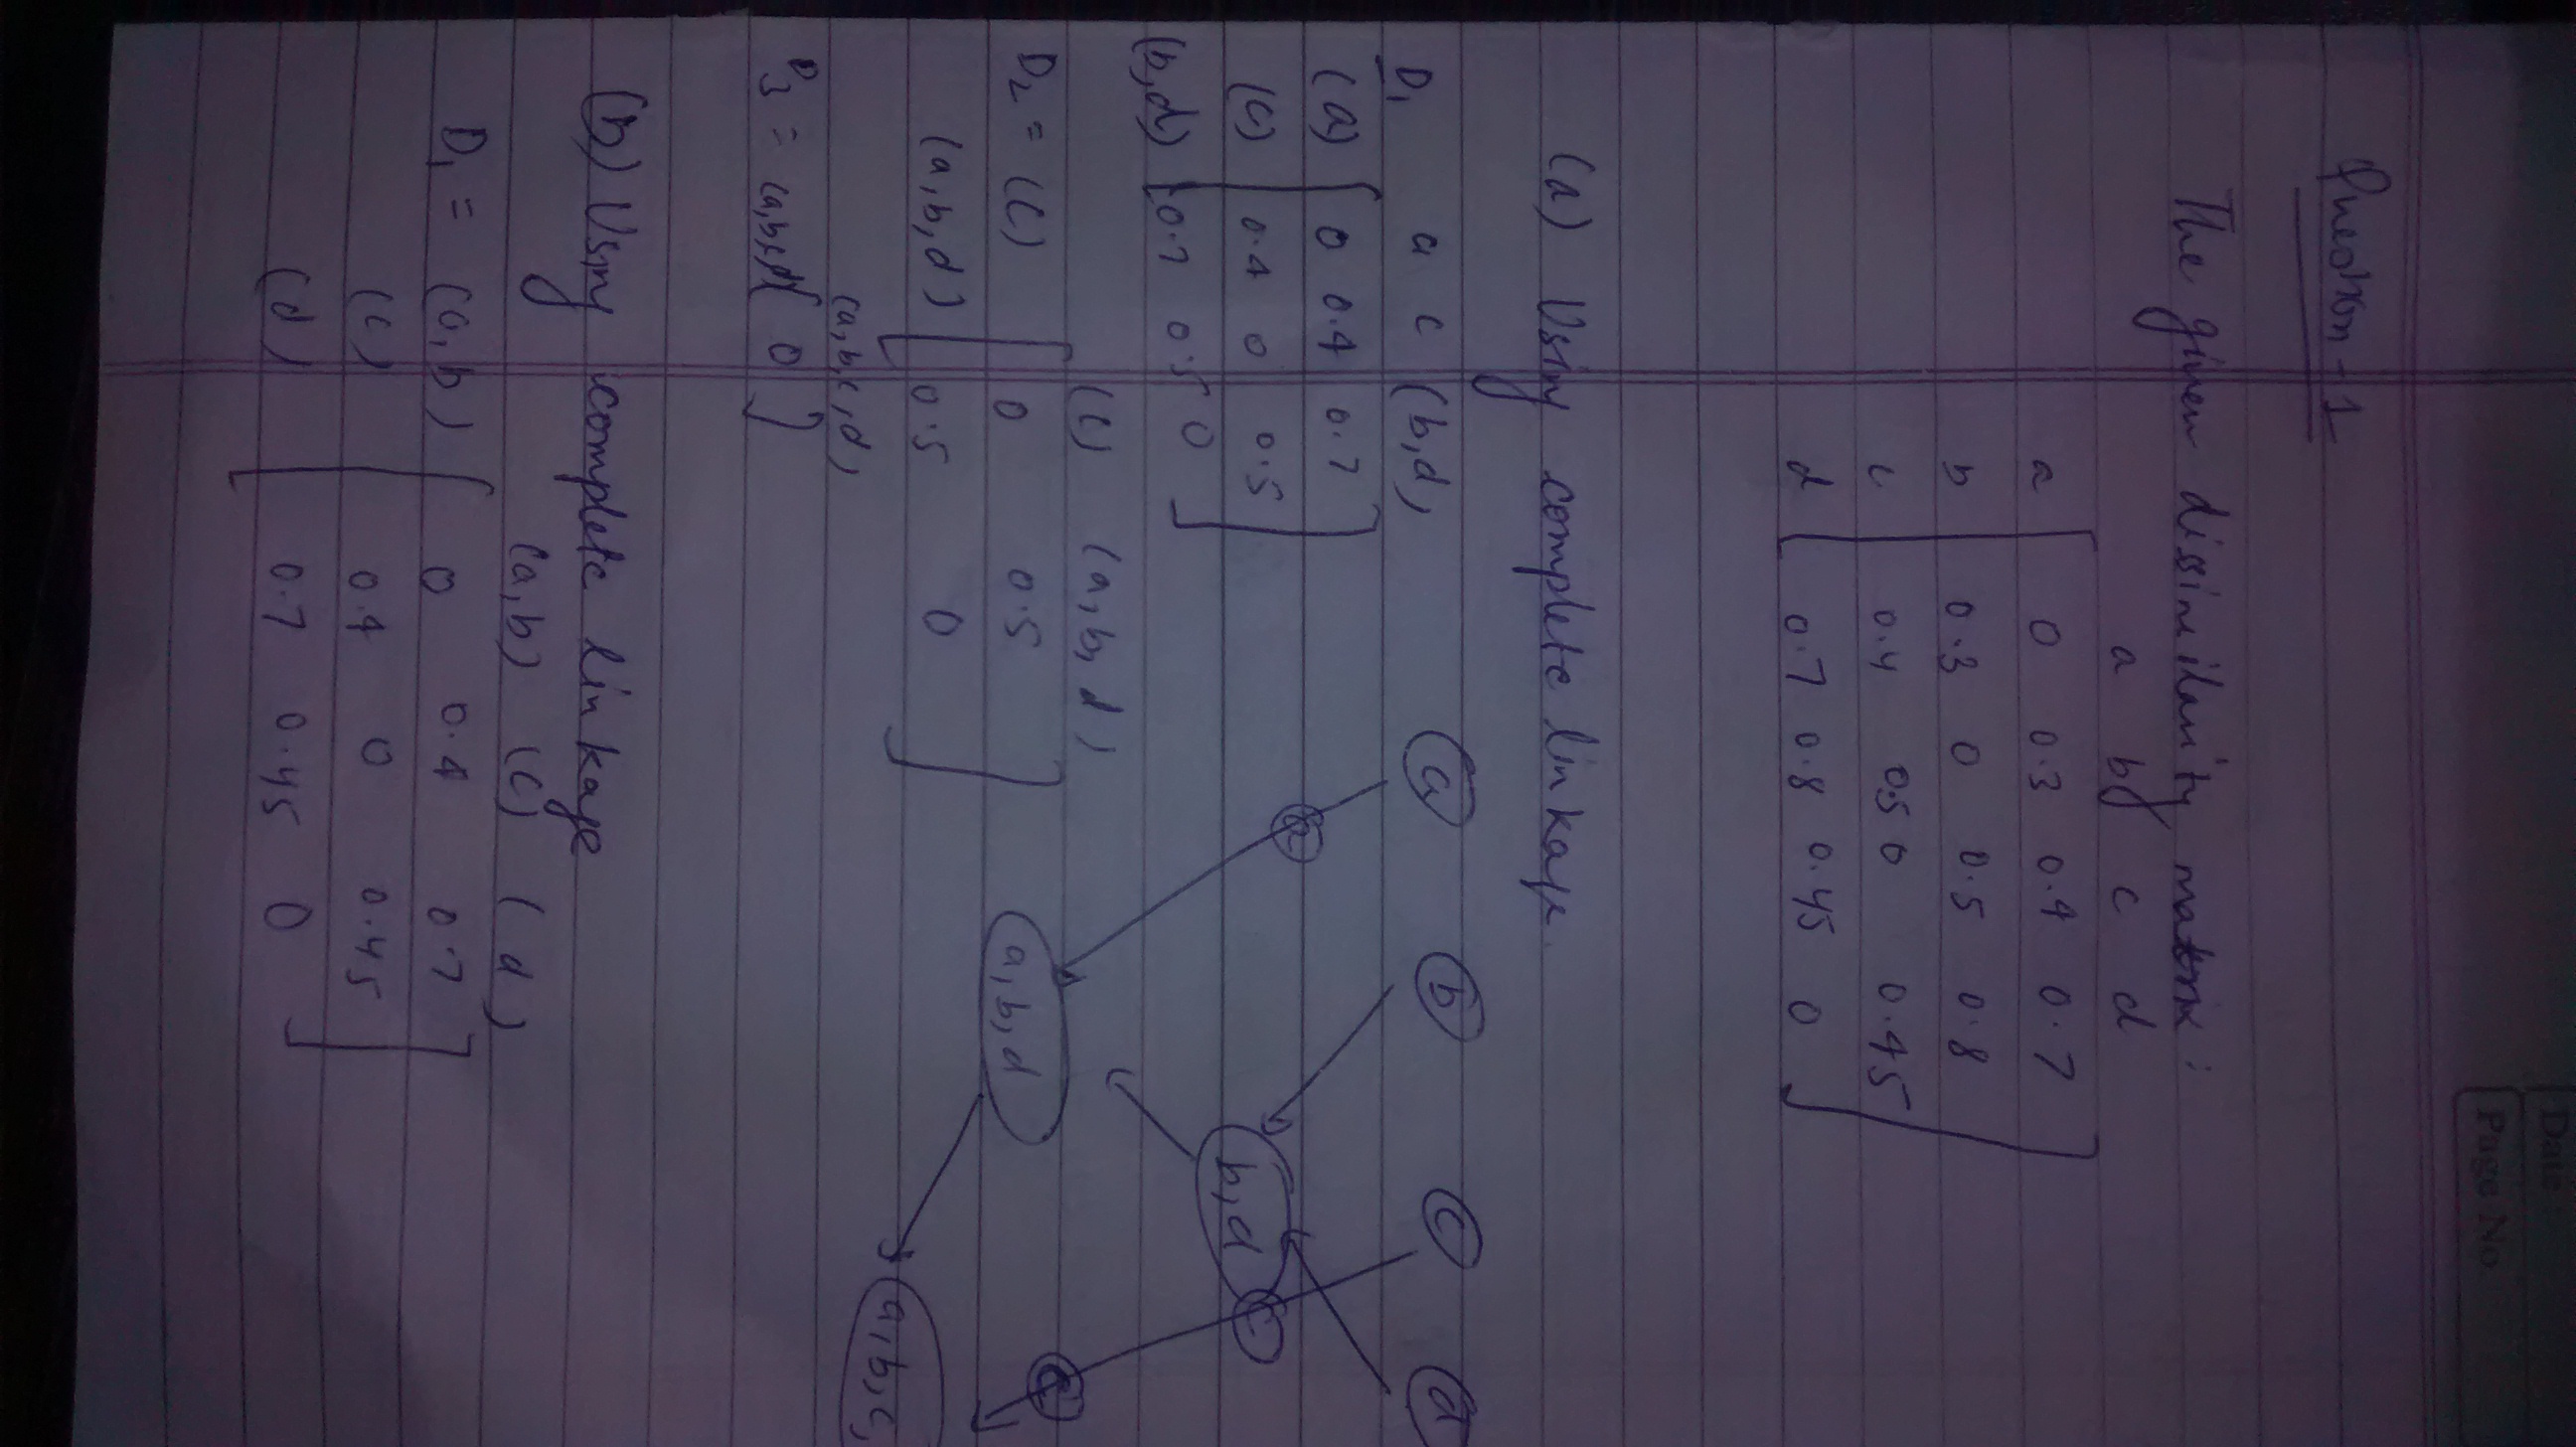 Date :
Page No
Question-1
The given dissimilarity matrix :
a b c d
a 0 0.3 0.4 0.7
b 0.3 0 0.5 0.8
c 0.4 0.5 0 0.45
d 0.7 0.8 0.45 0
(a) Using complete linkage.
D1 a c (b,d)
(a) 0 0.4 0.7
(c) 0.4 0 0.5
(b,d) 0.7 0.5 0
a b c d
b,d c
a,b,d
a,b,c,
(c) (a,b,d)
D2 = (c) 0 0.5
(a,b,d) 0.5 0
(a,b,c,d)
D3 = (a,b,c,d) [ 0 ]
(b) Using complete linkage
(a,b) (c) (d)
D1 = (a,b) 0 0.4 0.7
(c) 0.4 0 0.45
(d) 0.7 0.45 0